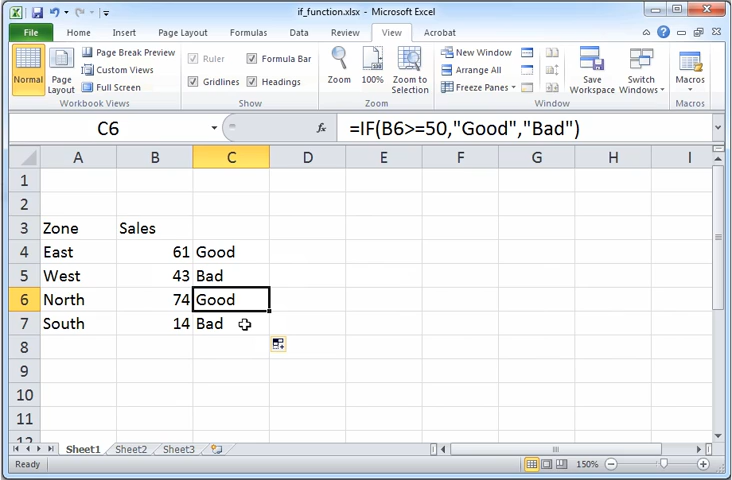 if_function.xlsx - Microsoft Excel
File Home Insert Page Layout Formulas Data Review View Acrobat
Normal
Page Layout
Page Break Preview
Custom Views
Full Screen
Workbook Views
Ruler
Formula Bar
Gridlines
Headings
Show
Zoom
100%
Zoom to Selection
Zoom
New Window
Arrange All
Freeze Panes
Save Workspace
Switch Windows
Window
Macros
Macros
C6 fx =IF(B6>=50,"Good","Bad")
A B C D E F G H I
1
2
3 Zone Sales
4 East 61 Good
5 West 43 Bad
6 North 74 Good
7 South 14 Bad
8
9
10
11
12
Sheet1 Sheet2 Sheet3
Ready 150%